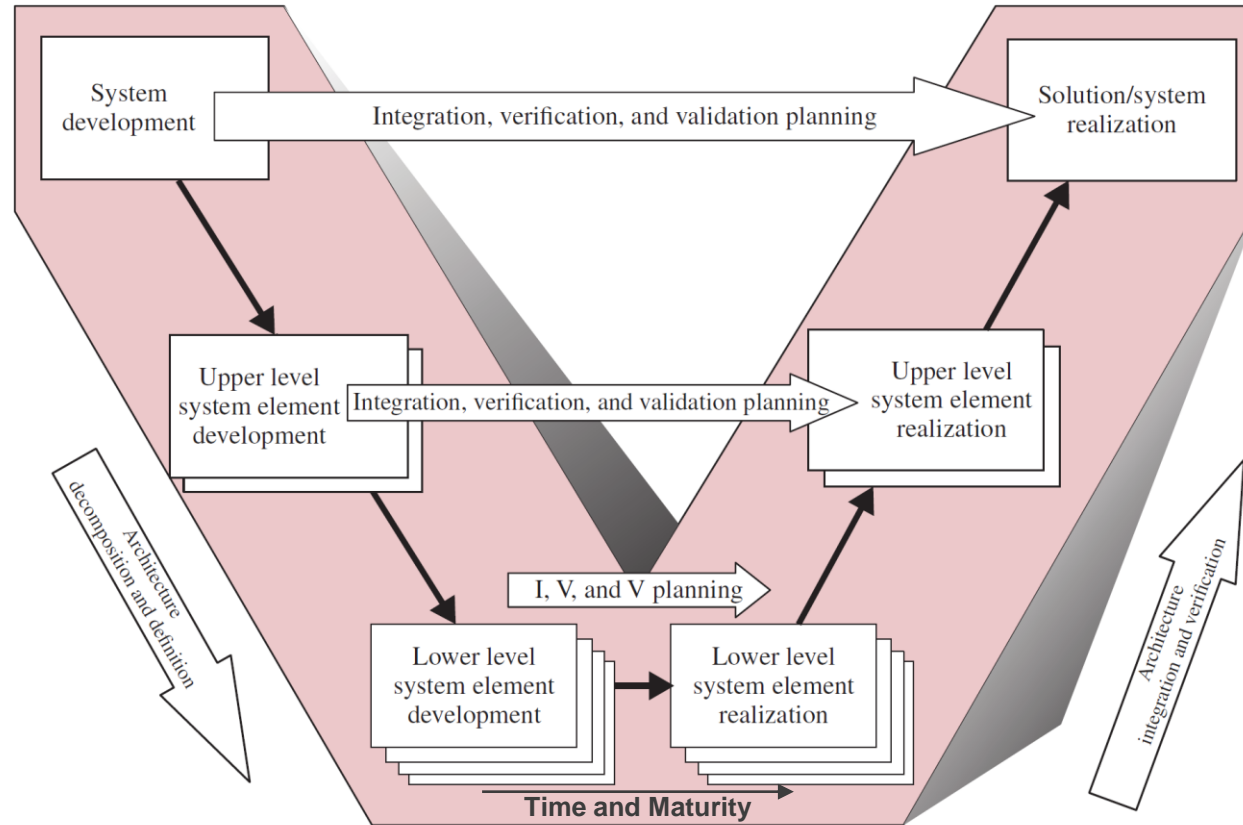 System
development
Integration, verification, and validation planning
Solution/system
realization
Upper level
system element
development
Integration, verification, and validation planning
Upper level
system element
realization
Architecture
decomposition and definition
I, V, and V planning
Architecture
integration and verification
Lower level
system element
development
Lower level
system element
realization
Time and Maturity